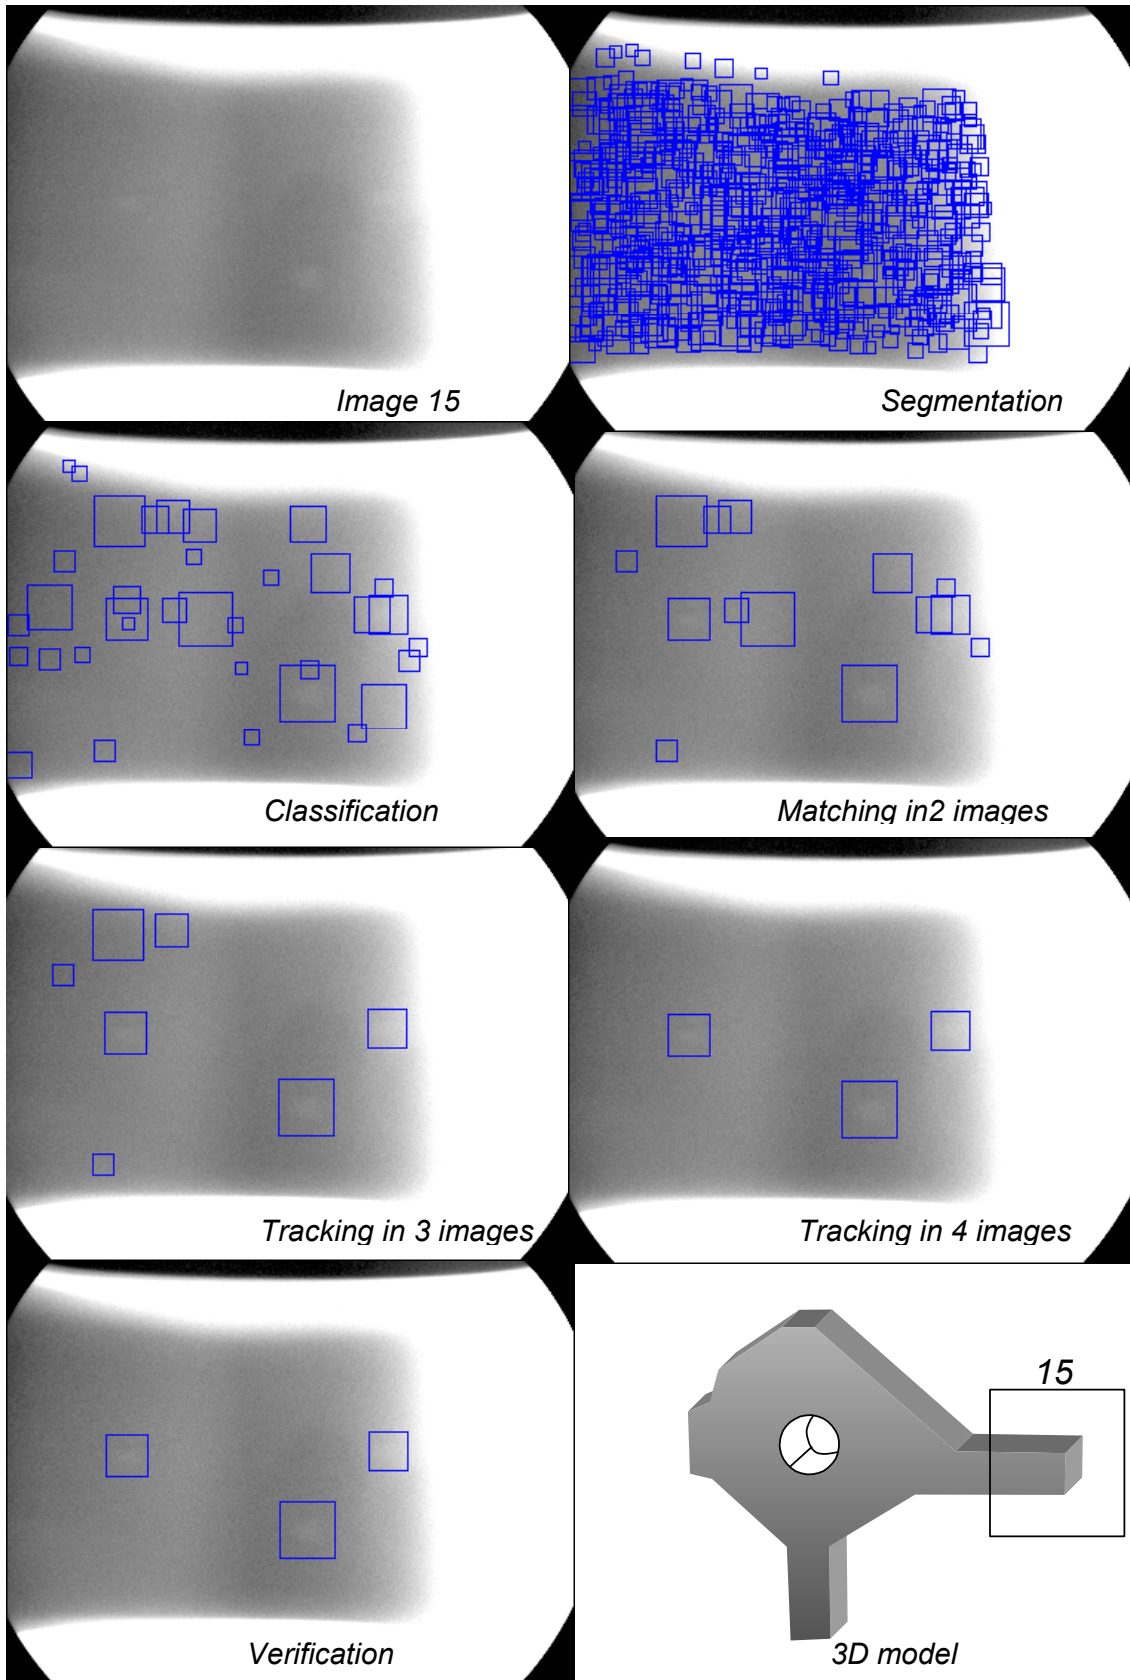 Image 15
Segmentation
Classification
Matching in2 images
Tracking in 3 images
Tracking in 4 images
15
Verification
3D model